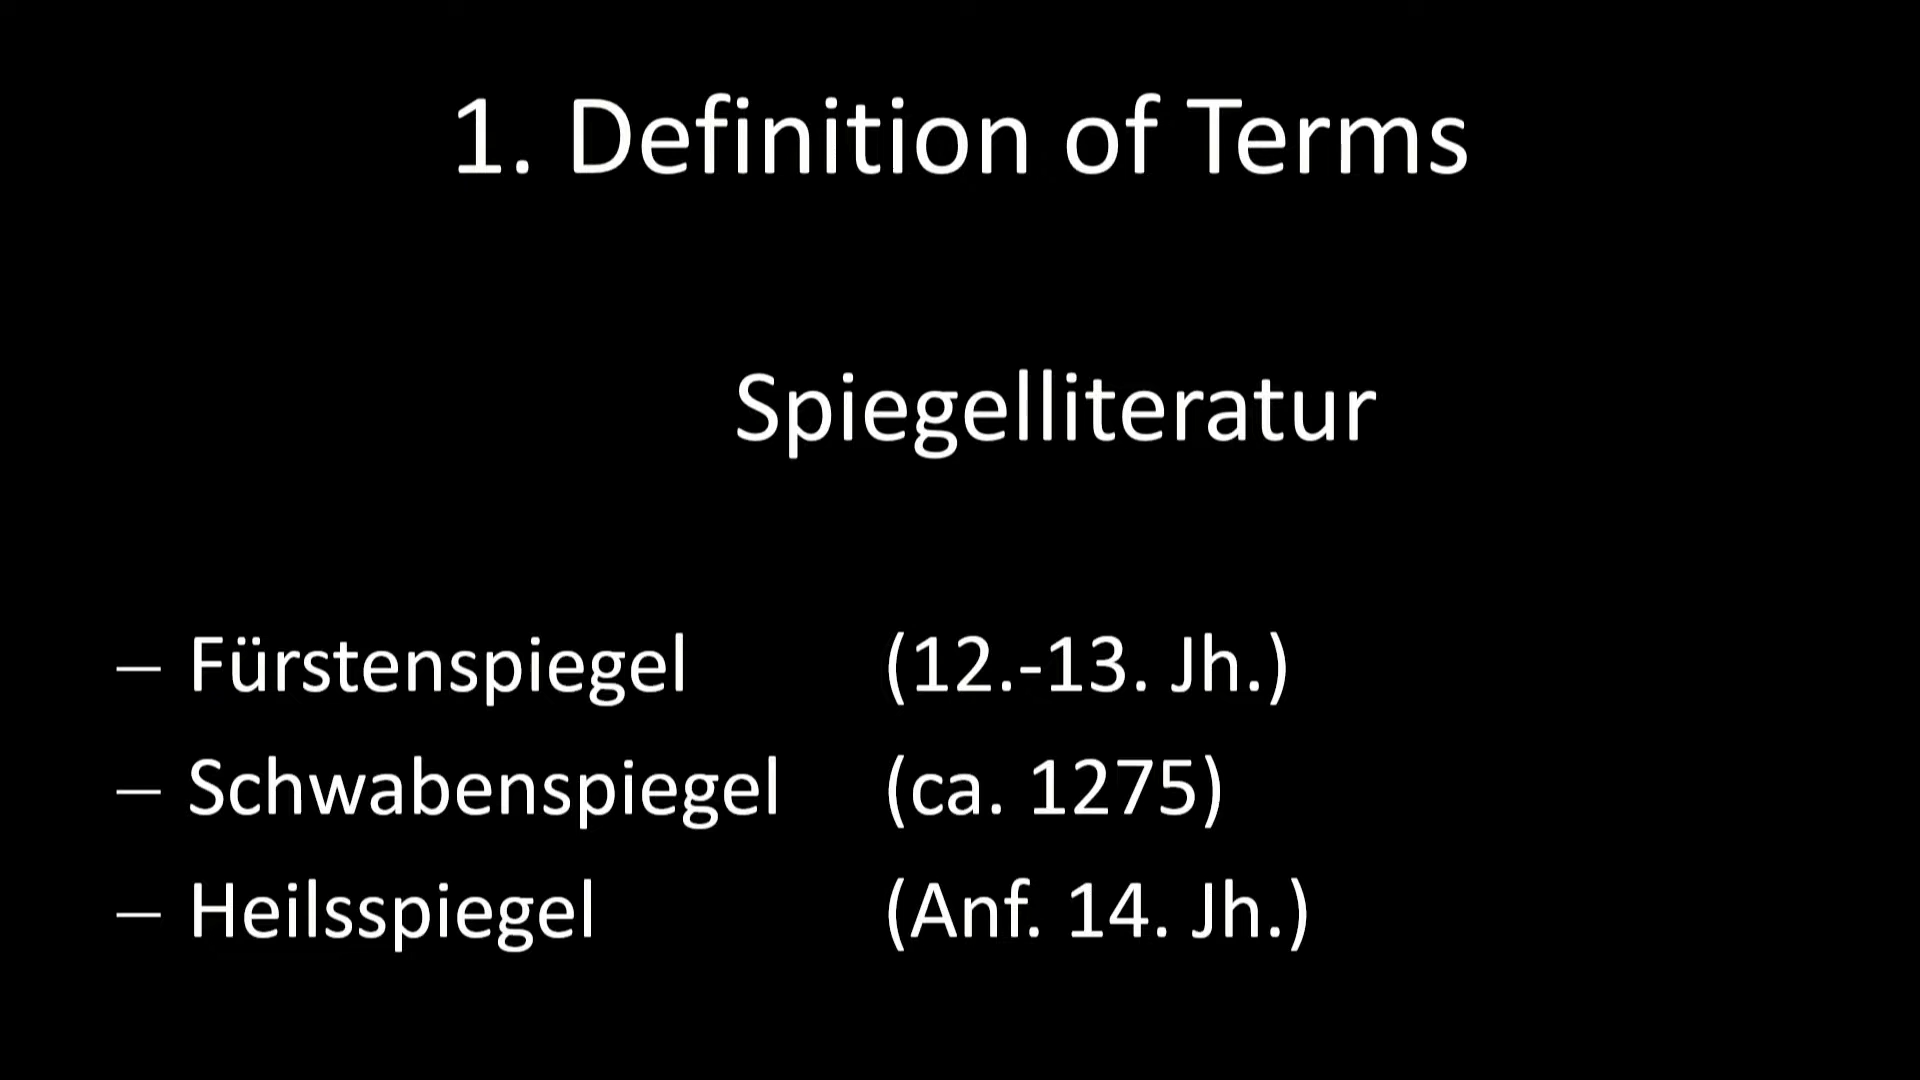 1. Definition of Terms
Spiegelliteratur
– Fürstenspiegel (12.-13. Jh.)
– Schwabenspiegel (ca. 1275)
– Heilsspiegel (Anf. 14. Jh.)